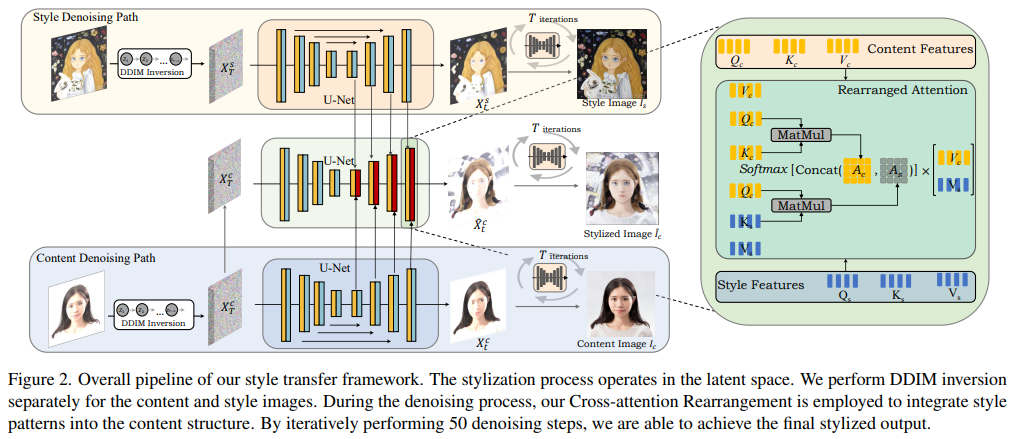 Style Denoising Path
DDIM Inversion
X_T^s
U-Net
X_t^s
T iterations
Style Image I_s
X_T^c
U-Net
X̂_t^c
T iterations
Stylized Image Î_c
Content Denoising Path
DDIM Inversion
X_T^c
U-Net
X_t^c
T iterations
Content Image I_c
Content Features
Q_c K_c V_c
Rearranged Attention
V_c
Q_c
MatMul
K_c
Softmax [Concat( A_c , A_s )] × [ V_c V_s ]
Q_c
MatMul
K_s
V_s
Style Features
Q_s K_s V_s
Figure 2. Overall pipeline of our style transfer framework. The stylization process operates in the latent space. We perform DDIM inversion
separately for the content and style images. During the denoising process, our Cross-attention Rearrangement is employed to integrate style
patterns into the content structure. By iteratively performing 50 denoising steps, we are able to achieve the final stylized output.